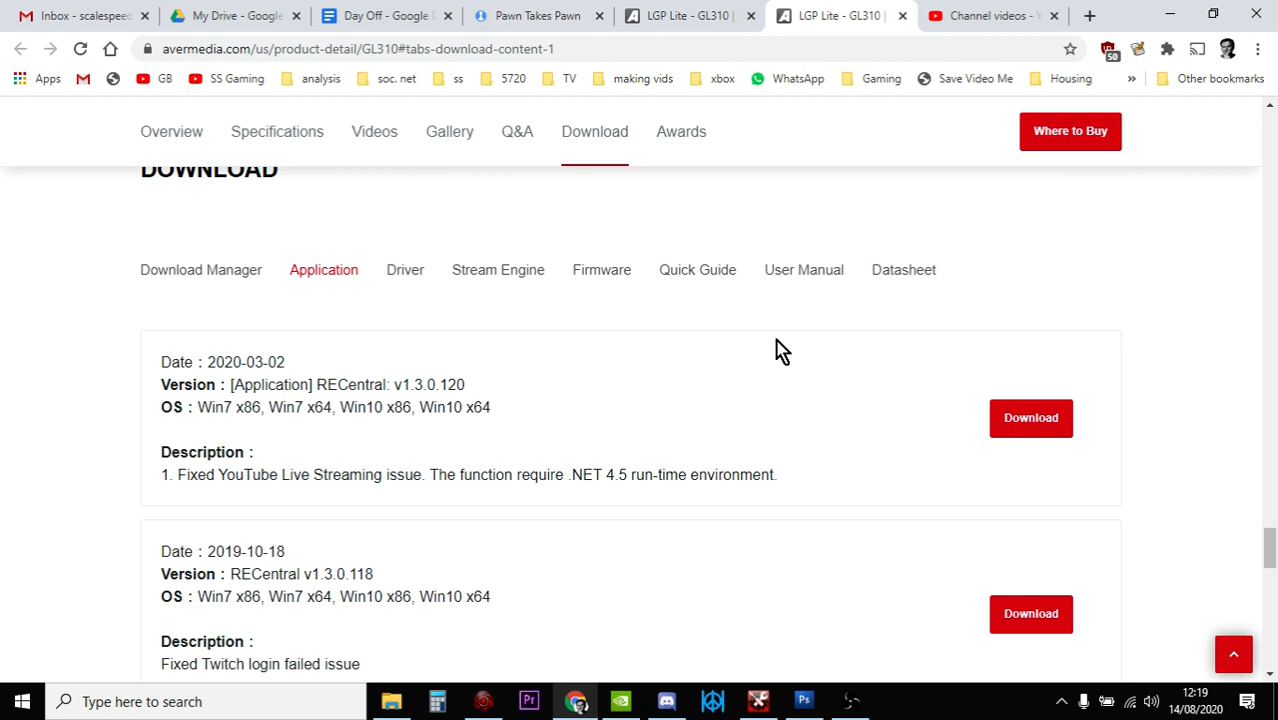 Inbox - scalespeed
My Drive - Google
Day Off - Google D
Pawn Takes Pawn
LGP Lite - GL310 |
LGP Lite - GL310 |
Channel videos - Y
avermedia.com/us/product-detail/GL310#tabs-download-content-1
50
Apps
GB
SS Gaming
analysis
soc. net
ss
5720
TV
making vids
xbox
WhatsApp
Gaming
Save Video Me
Housing
»
Other bookmarks
Overview
Specifications
Videos
Gallery
Q&A
Download
Awards
Where to Buy
DOWNLOAD
Download Manager
Application
Driver
Stream Engine
Firmware
Quick Guide
User Manual
Datasheet
Date : 2020-03-02
Version : [Application] RECentral: v1.3.0.120
OS : Win7 x86, Win7 x64, Win10 x86, Win10 x64
Download
Description :
1. Fixed YouTube Live Streaming issue. The function require .NET 4.5 run-time environment.
Date : 2019-10-18
Version : RECentral v1.3.0.118
OS : Win7 x86, Win7 x64, Win10 x86, Win10 x64
Download
Description :
Fixed Twitch login failed issue
Type here to search
Pr
Ps
12:19
14/08/2020